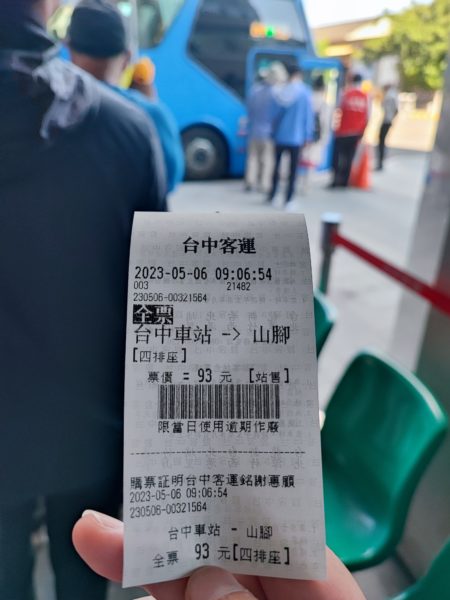 台中客運
2023-05-06 09:06:54
003 21482
230506-00321564
全票
台中車站 -> 山腳
[四排座]
票價 = 93 元 [站售]
限當日使用逾期作廢
購票証明台中客運銘謝惠顧
2023-05-06 09:06:54
230506-00321564
台中車站 - 山腳
全票 93 元[四排座]